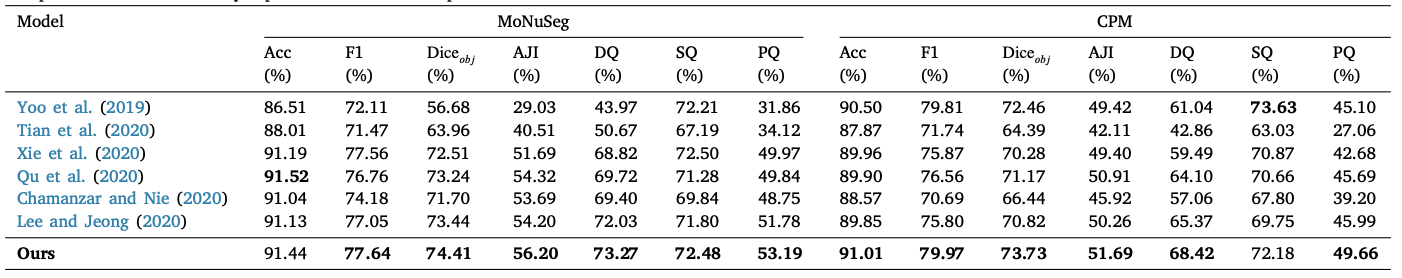 Model MoNuSeg CPM
Acc F1 Dice_obj AJI DQ SQ PQ Acc F1 Dice_obj AJI DQ SQ PQ
(%) (%) (%) (%) (%) (%) (%) (%) (%) (%) (%) (%) (%) (%)
Yoo et al. (2019) 86.51 72.11 56.68 29.03 43.97 72.21 31.86 90.50 79.81 72.46 49.42 61.04 73.63 45.10
Tian et al. (2020) 88.01 71.47 63.96 40.51 50.67 67.19 34.12 87.87 71.74 64.39 42.11 42.86 63.03 27.06
Xie et al. (2020) 91.19 77.56 72.51 51.69 68.82 72.50 49.97 89.96 75.87 70.28 49.40 59.49 70.87 42.68
Qu et al. (2020) 91.52 76.76 73.24 54.32 69.72 71.28 49.84 89.90 76.56 71.17 50.91 64.10 70.66 45.69
Chamanzar and Nie (2020) 91.04 74.18 71.70 53.69 69.40 69.84 48.75 88.57 70.69 66.44 45.92 57.06 67.80 39.20
Lee and Jeong (2020) 91.13 77.05 73.44 54.20 72.03 71.80 51.78 89.85 75.80 70.82 50.26 65.37 69.75 45.99
Ours 91.44 77.64 74.41 56.20 73.27 72.48 53.19 91.01 79.97 73.73 51.69 68.42 72.18 49.66